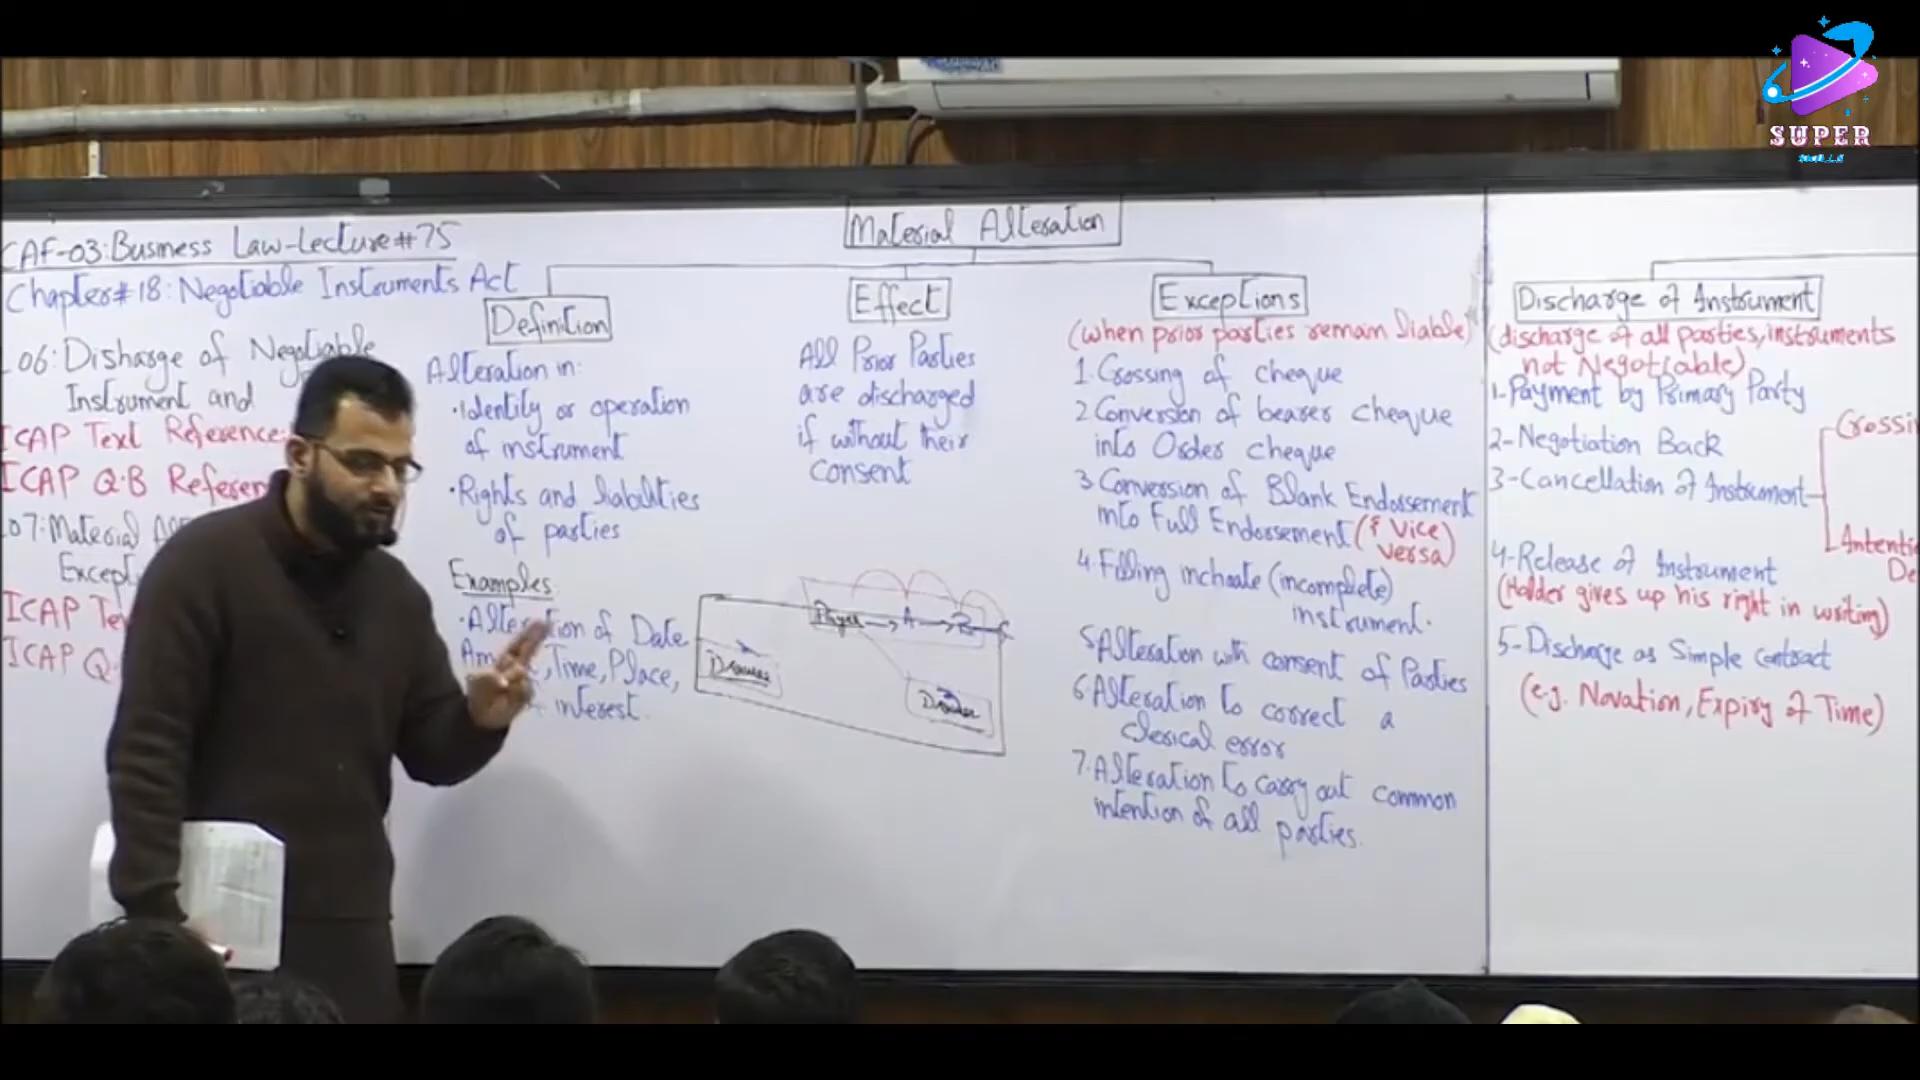 SUPER
CAF-03: Business Law-Lecture#75
Chapter#18: Negotiable Instruments Act
06: Disharge of Negotiable
Instrument and
ICAP Text Reference
ICAP Q.B Referen
07: Material Al
Except
ICAP Te
ICAP Q.
Material Alteration
Definition
Alteration in:
•Identity or operation
of instrument
•Rights and liabilities
of parties
Examples
•Alteration of Date
Am Time, Place,
interest.
Effect
All Prior Parties
are discharged
if without their
consent
Payee → A → B
Drawee
Drawer
Exceptions
(when prior parties remain liable)
1. Crossing of cheque
2 Conversion of bearer cheque
into Order cheque
3 Conversion of Blank Endorsement
into Full Endorsement (& Vice
versa)
4. Filling inchoate (incomplete)
instrument.
5 Alteration with consent of Parties
6. Alteration to correct a
clerical error
7. Alteration to carry out common
intention of all parties.
Discharge of Instrument
(discharge of all parties, instruments
not Negotiable)
1-Payment by Primary Party
2-Negotiation Back
3-Cancellation of Instrument
Crossi
Intenti
De
4-Release of Instrument
(Holder gives up his right in writing)
5-Discharge as Simple contract
(e.g. Novation, Expiry of Time)